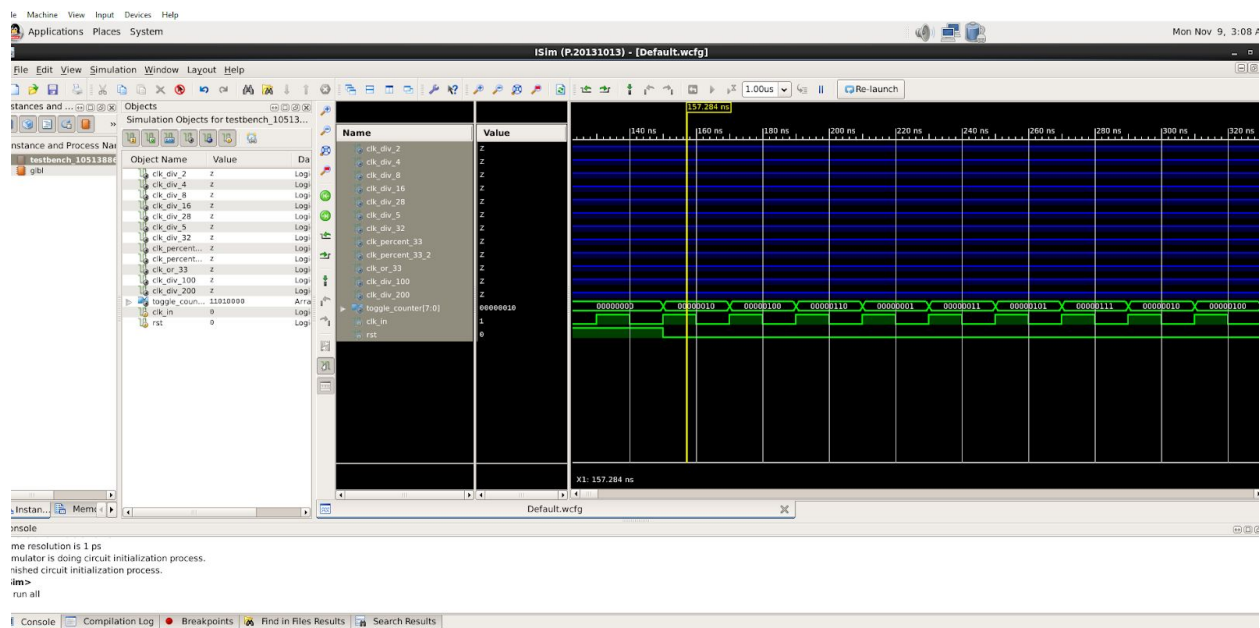 le Machine View Input Devices Help
Applications Places System
Mon Nov 9, 3:08 A
ISim (P.20131013) - [Default.wcfg]
File Edit View Simulation Window Layout Help
1.00us
Re-launch
stances and ...
Objects
Simulation Objects for testbench_10513...
nstance and Process Nar
testbench_10513886
glbl
Object Name Value Da
clk_div_2 z Logi
clk_div_4 z Logi
clk_div_8 z Logi
clk_div_16 z Logi
clk_div_28 z Logi
clk_div_5 z Logi
clk_div_32 z Logi
clk_percent... z Logi
clk_percent... z Logi
clk_or_33 z Logi
clk_div_100 z Logi
clk_div_200 z Logi
toggle_coun... 11010000 Arra
clk_in 0 Logi
rst 0 Logi
157.284 ns
Name Value
140 ns 160 ns 180 ns 200 ns 220 ns 240 ns 260 ns 280 ns 300 ns 320 ns
clk_div_2 Z
clk_div_4 Z
clk_div_8 Z
clk_div_16 Z
clk_div_28 Z
clk_div_5 Z
clk_div_32 Z
clk_percent_33 Z
clk_percent_33_2 Z
clk_or_33 Z
clk_div_100 Z
clk_div_200 Z
toggle_counter[7:0] 00000010 00000000 00000010 00000100 00000110 00000001 00000011 00000101 00000111 00000010 00000100
clk_in 1
rst 0
X1: 157.284 ns
Instan... Memo
Default.wcfg
onsole
me resolution is 1 ps
mulator is doing circuit initialization process.
nished circuit initialization process.
Sim>
run all
Console Compilation Log Breakpoints Find in Files Results Search Results